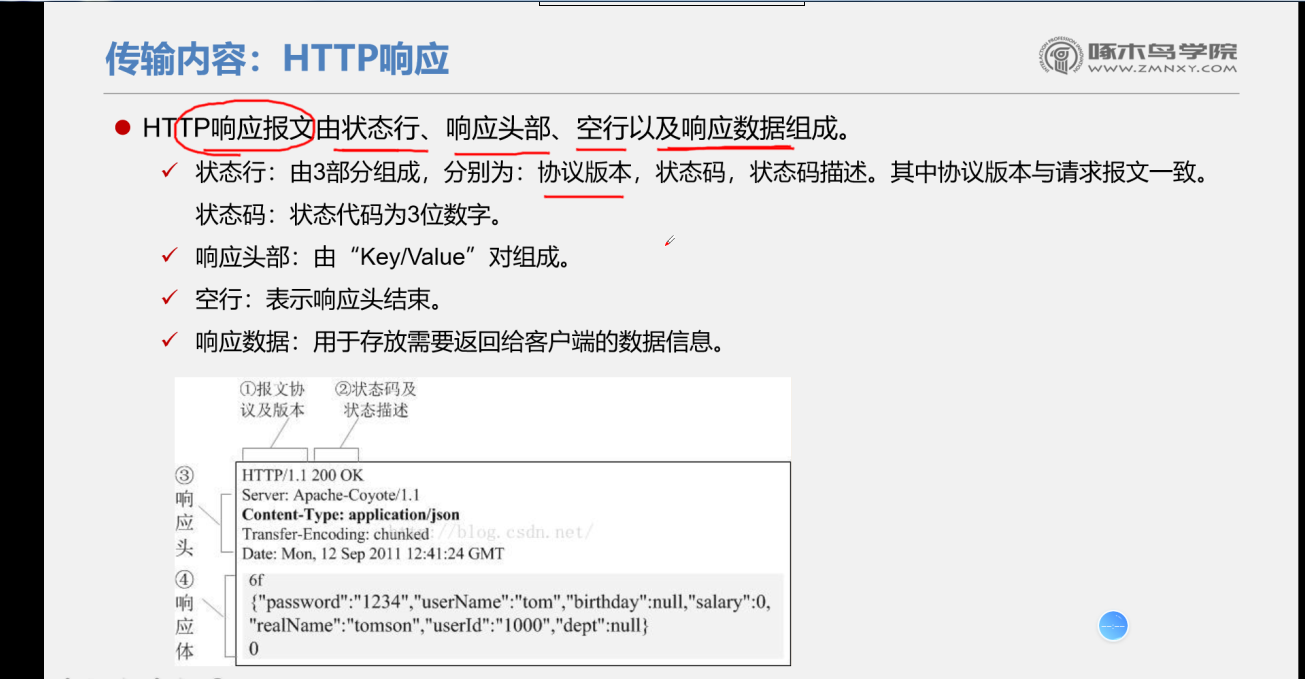 传输内容：HTTP响应
啄木鸟学院
WWW.ZMNXY.COM
HTTP响应报文由状态行、响应头部、空行以及响应数据组成。
状态行：由3部分组成，分别为：协议版本，状态码，状态码描述。其中协议版本与请求报文一致。
状态码：状态代码为3位数字。
响应头部：由“Key/Value”对组成。
空行：表示响应头结束。
响应数据：用于存放需要返回给客户端的数据信息。
①报文协
议及版本
②状态码及
状态描述
③
响
应
头
HTTP/1.1 200 OK
Server: Apache-Coyote/1.1
Content-Type: application/json
Transfer-Encoding: chunked
Date: Mon, 12 Sep 2011 12:41:24 GMT
://blog.csdn.net/
④
响
应
体
6f
{"password":"1234","userName":"tom","birthday":null,"salary":0,
"realName":"tomson","userId":"1000","dept":null}
0